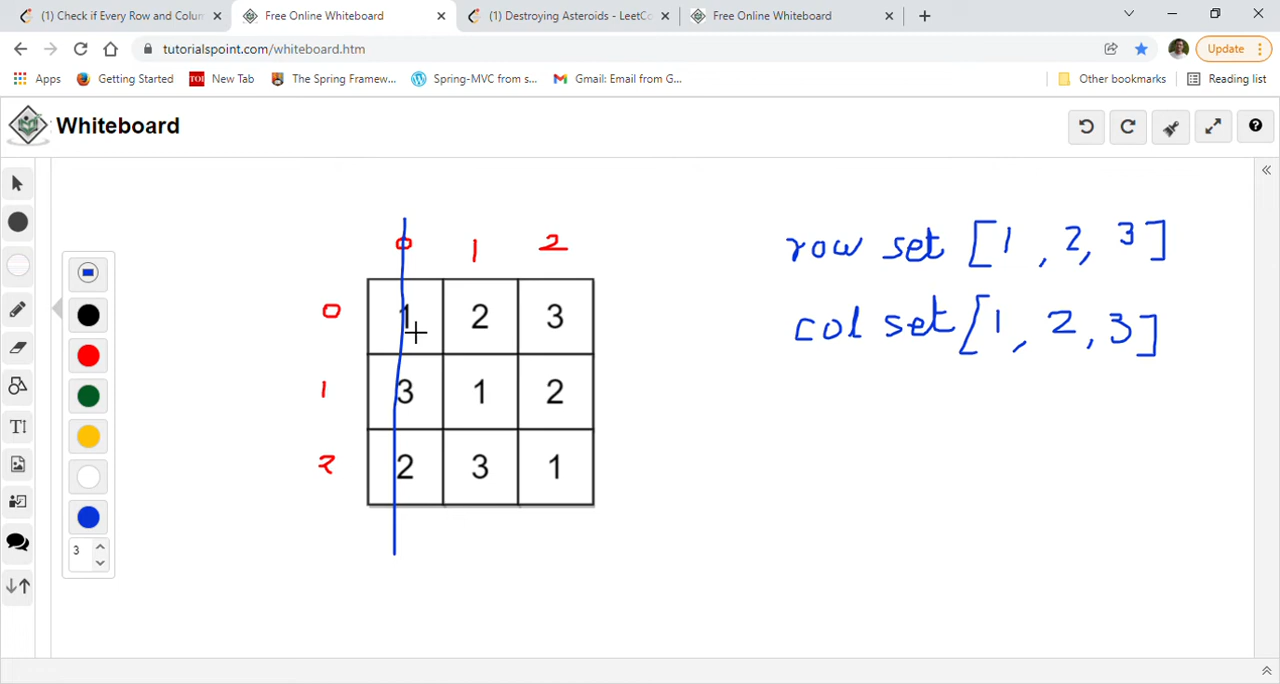 (1) Check if Every Row and Colum
Free Online Whiteboard
(1) Destroying Asteroids - LeetCo
Free Online Whiteboard
tutorialspoint.com/whiteboard.htm
Update
Apps
Getting Started
TOI
New Tab
The Spring Framew...
Spring-MVC from s...
Gmail: Email from G...
Other bookmarks
Reading list
Whiteboard
0 1 2
0 1 2 3
1 3 1 2
2 2 3 1
row set [1, 2, 3]
col set [1, 2, 3]
TI
3